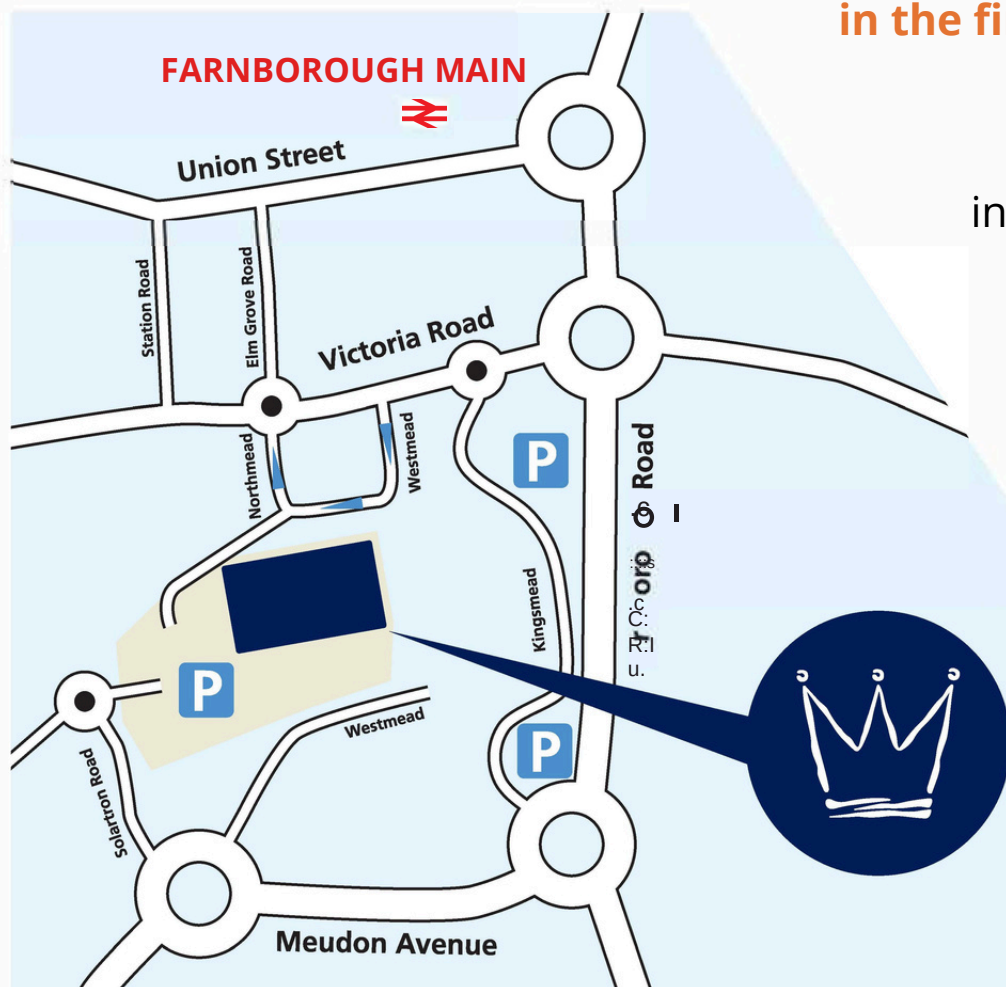 in the fi
FARNBOROUGH MAIN
Union Street
in
Station Road
Elm Grove Road
Victoria Road
Northmead
Westmead
P
Road
Kingsmead
oro
.c
C:
R:I
u.
P
Westmead
P
Solartron Road
Meudon Avenue